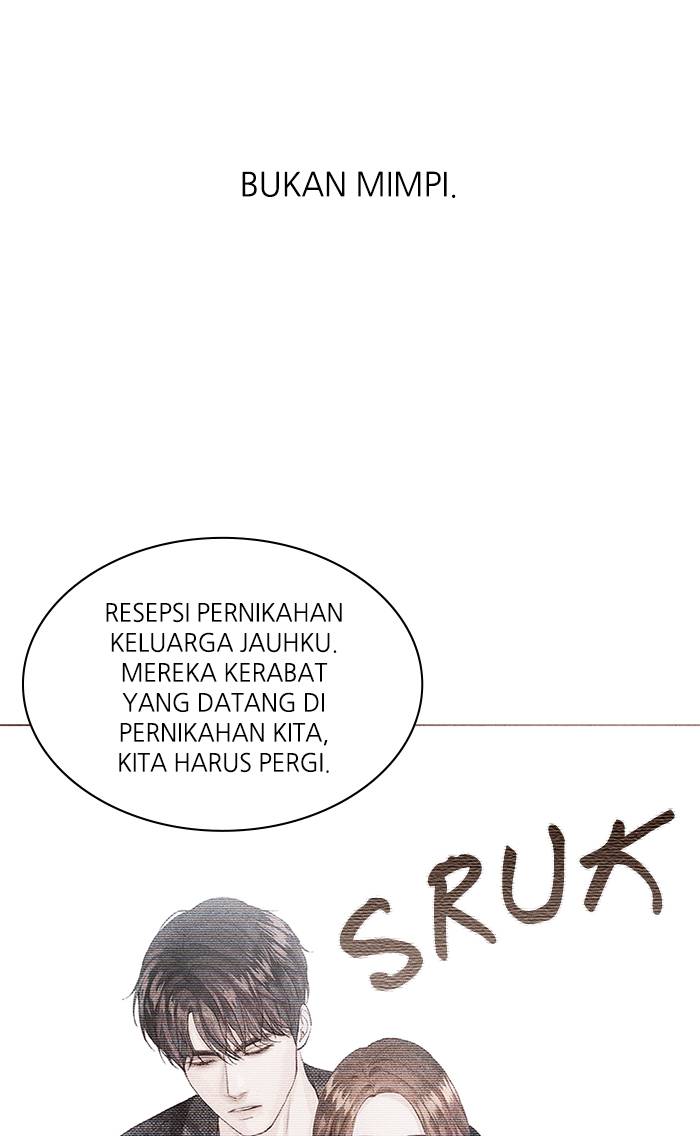 BUKAN MIMPI.
RESEPSI PERNIKAHAN
KELUARGA JAUHKU.
MEREKA KERABAT
YANG DATANG DI
PERNIKAHAN KITA,
KITA HARUS PERGI.
SRUK